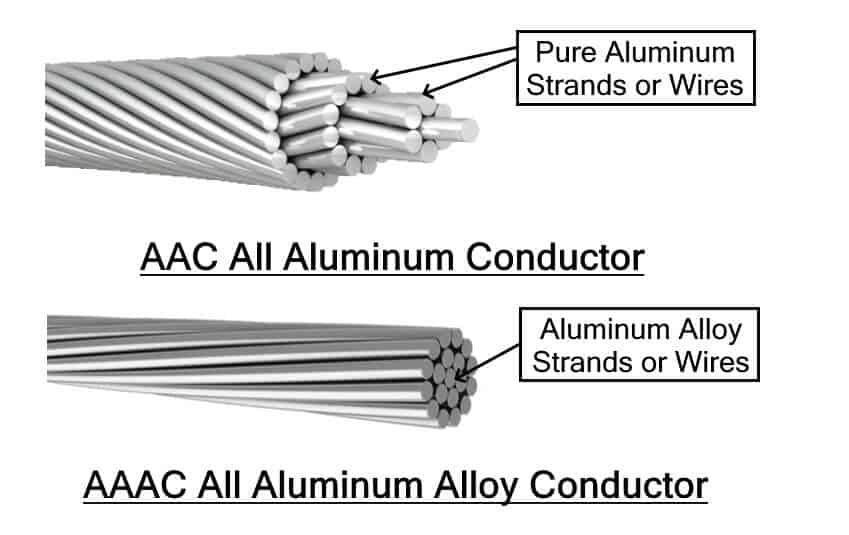 Pure Aluminum
Strands or Wires
AAC All Aluminum Conductor
Aluminum Alloy
Strands or Wires
AAAC All Aluminum Alloy Conductor